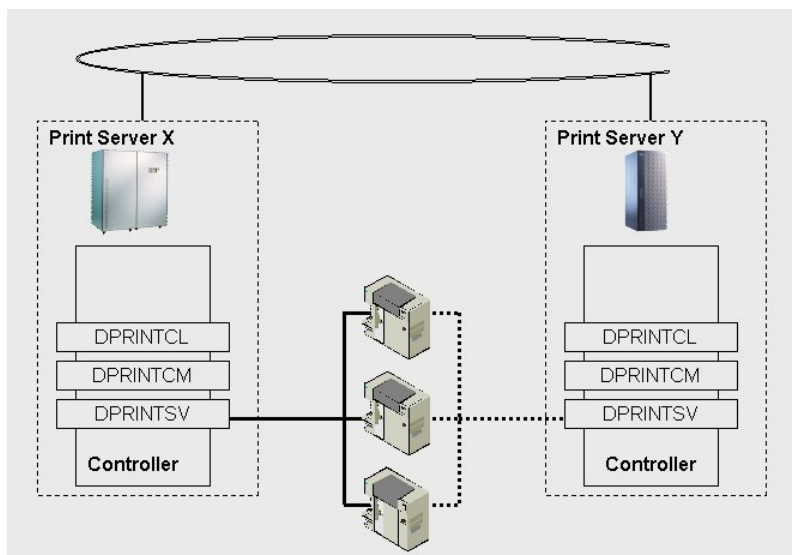 Print Server X
DPRINTCL
DPRINTCM
DPRINTSV
Controller
Print Server Y
DPRINTCL
DPRINTCM
DPRINTSV
Controller